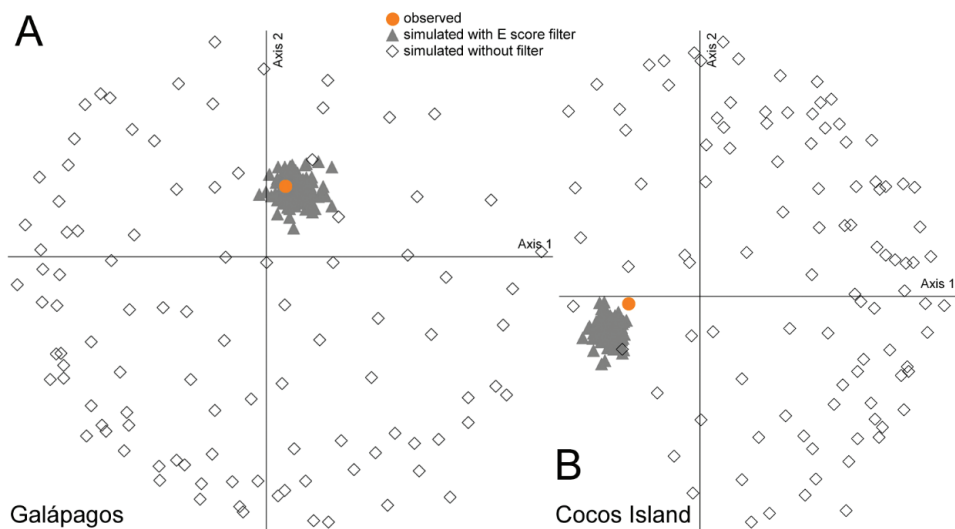 A
observed
simulated with E score filter
simulated without filter
Axis 2
Axis 1
Galápagos
Axis 2
Axis 1
B
Cocos Island